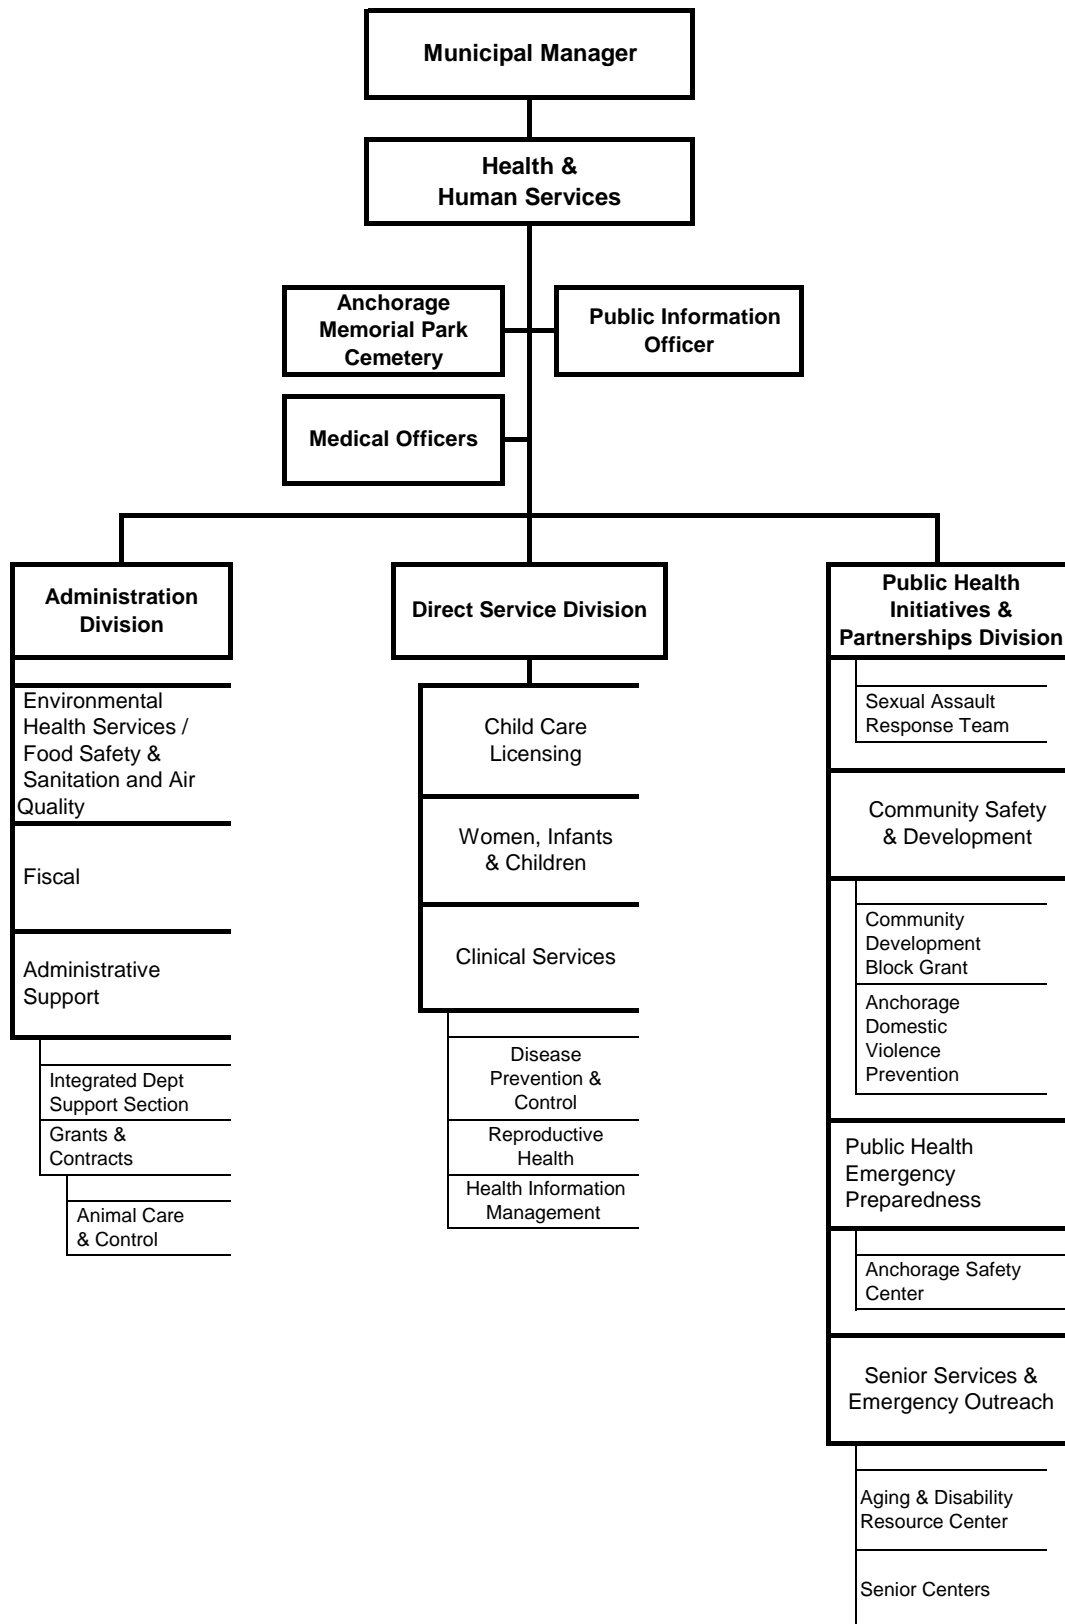 Municipal Manager
Health &
Human Services
Anchorage
Memorial Park
Cemetery
Public Information
Officer
Medical Officers
Administration
Division
Environmental
Health Services /
Food Safety &
Sanitation and Air
Quality
Fiscal
Administrative
Support
Integrated Dept
Support Section
Grants &
Contracts
Animal Care
& Control
Direct Service Division
Child Care
Licensing
Women, Infants
& Children
Clinical Services
Disease
Prevention &
Control
Reproductive
Health
Health Information
Management
Public Health
Initiatives &
Partnerships Division
Sexual Assault
Response Team
Community Safety
& Development
Community
Development
Block Grant
Anchorage
Domestic
Violence
Prevention
Public Health
Emergency
Preparedness
Anchorage Safety
Center
Senior Services &
Emergency Outreach
Aging & Disability
Resource Center
Senior Centers